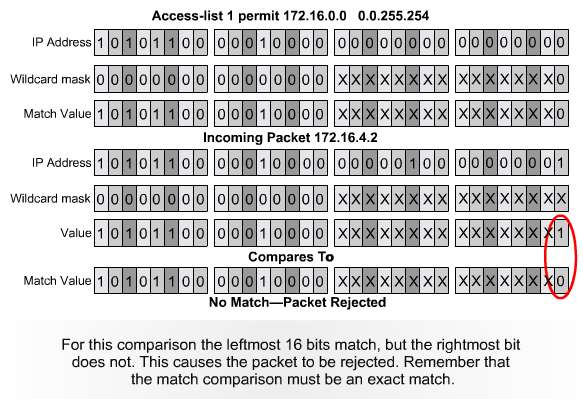 Access-list 1 permit 172.16.0.0 0.0.255.254
IP Address 1 0 1 0 1 1 0 0 0 0 0 1 0 0 0 0 0 0 0 0 0 0 0 0 0 0 0 0 0 0 0 0
Wildcard mask 0 0 0 0 0 0 0 0 0 0 0 0 0 0 0 0 X X X X X X X X X X X X X X X 0
Match Value 1 0 1 0 1 1 0 0 0 0 0 1 0 0 0 0 X X X X X X X X X X X X X X X 0
Incoming Packet 172.16.4.2
IP Address 1 0 1 0 1 1 0 0 0 0 0 1 0 0 0 0 0 0 0 0 0 1 0 0 0 0 0 0 0 0 0 1
Wildcard mask 0 0 0 0 0 0 0 0 0 0 0 0 0 0 0 0 X X X X X X X X X X X X X X X X
Value 1 0 1 0 1 1 0 0 0 0 0 1 0 0 0 0 X X X X X X X X X X X X X X X 1
Compares To
Match Value 1 0 1 0 1 1 0 0 0 0 0 1 0 0 0 0 X X X X X X X X X X X X X X X 0
No Match—Packet Rejected
For this comparison the leftmost 16 bits match, but the rightmost bit
does not. This causes the packet to be rejected. Remember that
the match comparison must be an exact match.